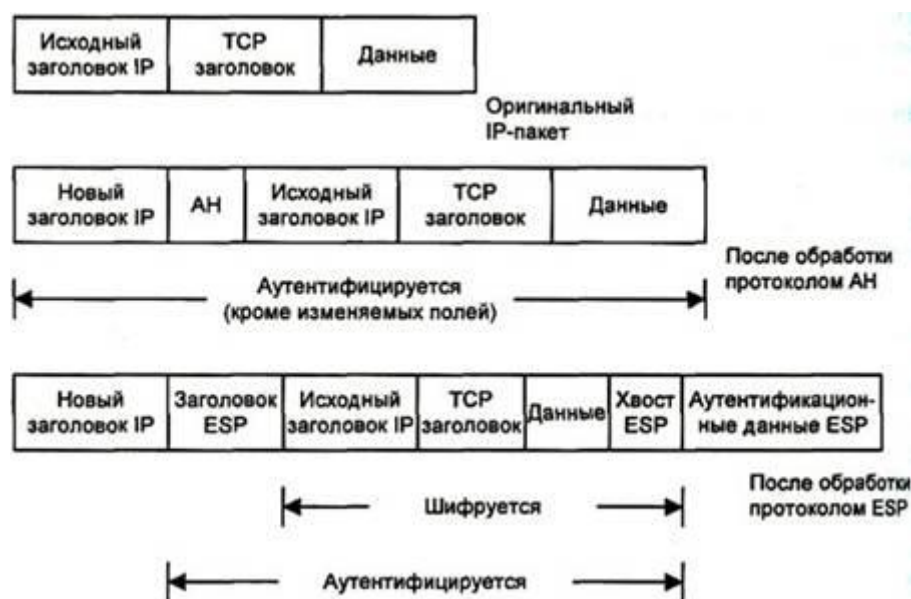 Исходный
заголовок IP
TCP
заголовок
Данные
Оригинальный
IP-пакет
Новый
заголовок IP
AH
Исходный
заголовок IP
TCP
заголовок
Данные
После обработки
протоколом AH
Аутентифицируется
(кроме изменяемых полей)
Новый
заголовок IP
Заголовок
ESP
Исходный
заголовок IP
TCP
заголовок
Данные
Хвост
ESP
Аутентификацион-
ные данные ESP
После обработки
протоколом ESP
Шифруется
Аутентифицируется